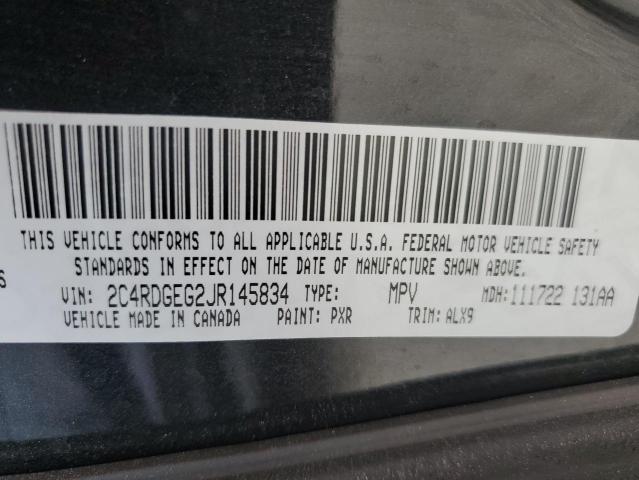 THIS VEHICLE CONFORMS TO ALL APPLICABLE U.S.A. FEDERAL MOTOR VEHICLE SAFETY
STANDARDS IN EFFECT ON THE DATE OF MANUFACTURE SHOWN ABOVE.
S
VIN: 2C4RDGEG2JR145834 TYPE: MPV MDH:111722 131AA
VEHICLE MADE IN CANADA PAINT: PXR TRIM: ALX9